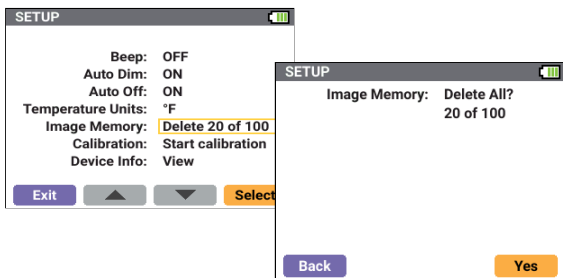 SETUP
Beep: OFF
Auto Dim: ON
Auto Off: ON
Temperature Units: °F
Image Memory: Delete 20 of 100
Calibration: Start calibration
Device Info: View
Exit
Select
SETUP
Image Memory: Delete All?
20 of 100
Back
Yes